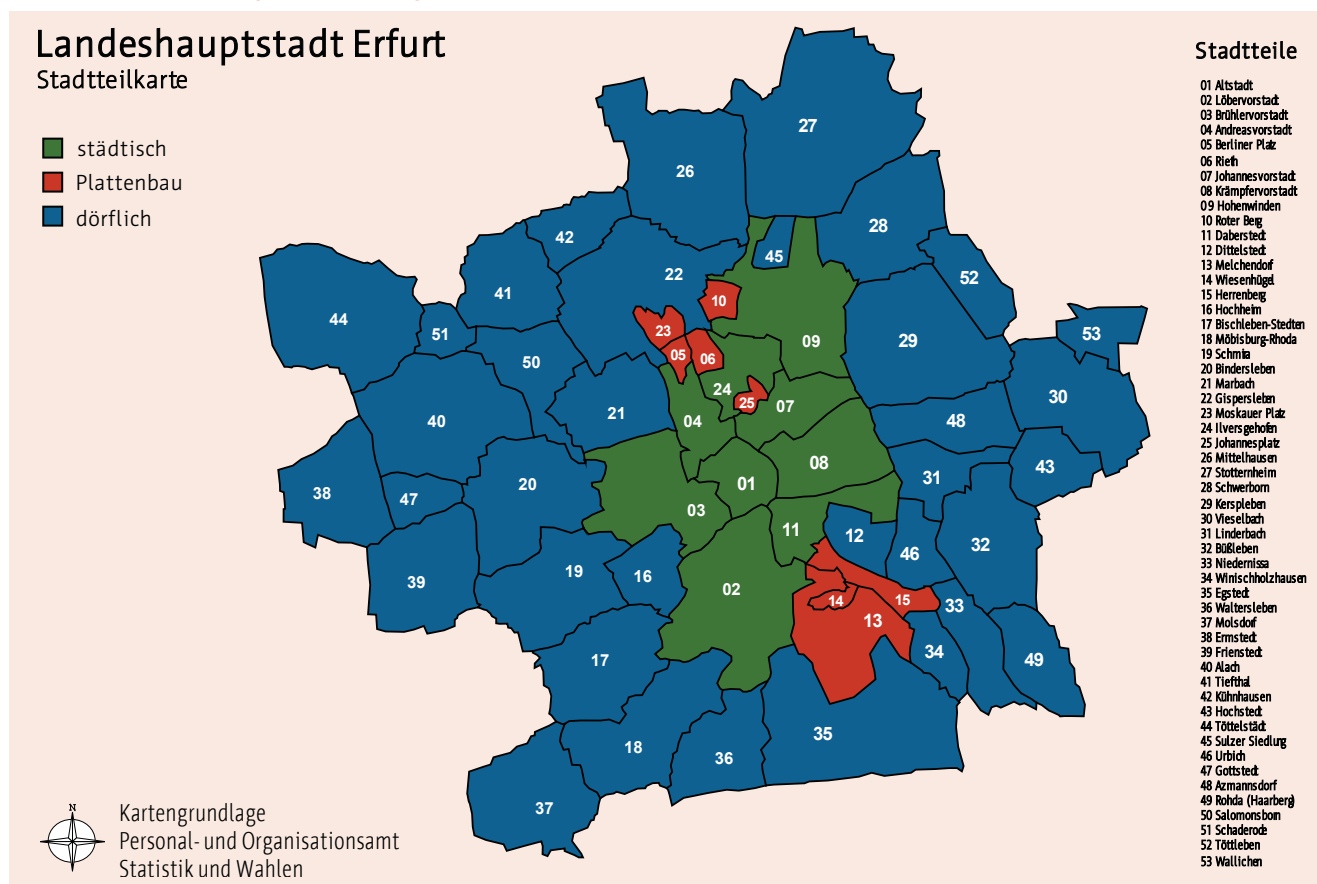 Landeshauptstadt Erfurt
Stadtteilkarte
städtisch
Plattenbau
dörflich
27
26
28
42
45
22
52
41
10
44
23
53
51
09
29
05
06
50
24
30
25
07
21
04
40
48
08
43
31
01
20
38
47
03
11
12
46
32
19
16
39
02
14
15
33
13
34
17
49
35
18
36
37
N
Kartengrundlage
Personal- und Organisationsamt
Statistik und Wahlen
Stadtteile
01 Altstadt
02 Löbervorstadt
03 Brühlervorstadt
04 Andreasvorstadt
05 Berliner Platz
06 Rieth
07 Johannesvorstadt
08 Krämpfervorstadt
09 Hohenwinden
10 Roter Berg
11 Daberstedt
12 Dittelstedt
13 Melchendorf
14 Wiesenhügel
15 Herrenberg
16 Hochheim
17 Bischleben-Stedten
18 Möbisburg-Rhoda
19 Schmira
20 Bindersleben
21 Marbach
22 Gispersleben
23 Moskauer Platz
24 Ilversgehofen
25 Johannesplatz
26 Mittelhausen
27 Stotternheim
28 Schwerborn
29 Kerspleben
30 Vieselbach
31 Linderbach
32 Büßleben
33 Niedernissa
34 Winischholzhausen
35 Egstedt
36 Waltersleben
37 Molsdorf
38 Ermstedt
39 Frienstedt
40 Alach
41 Tiefthal
42 Kühnhausen
43 Hochstedt
44 Töttelstädt
45 Sulzer Siedlung
46 Urbich
47 Gottstedt
48 Azmannsdorf
49 Rohda (Haarberg)
50 Salomonsborn
51 Schaderode
52 Töttleben
53 Wallichen